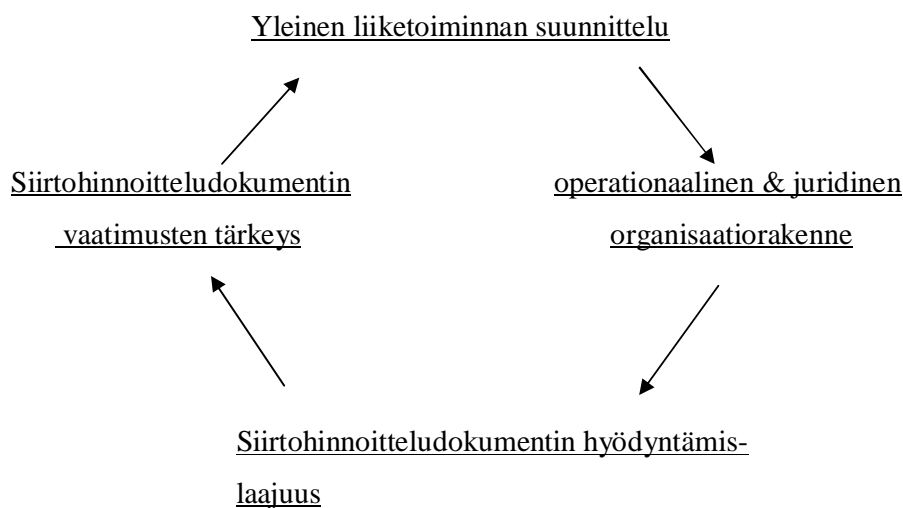 Yleinen liiketoiminnan suunnittelu
Siirtohinnoitteludokumentin
vaatimusten tärkeys
operationaalinen & juridinen
organisaatiorakenne
Siirtohinnoitteludokumentin hyödyntämis-
laajuus